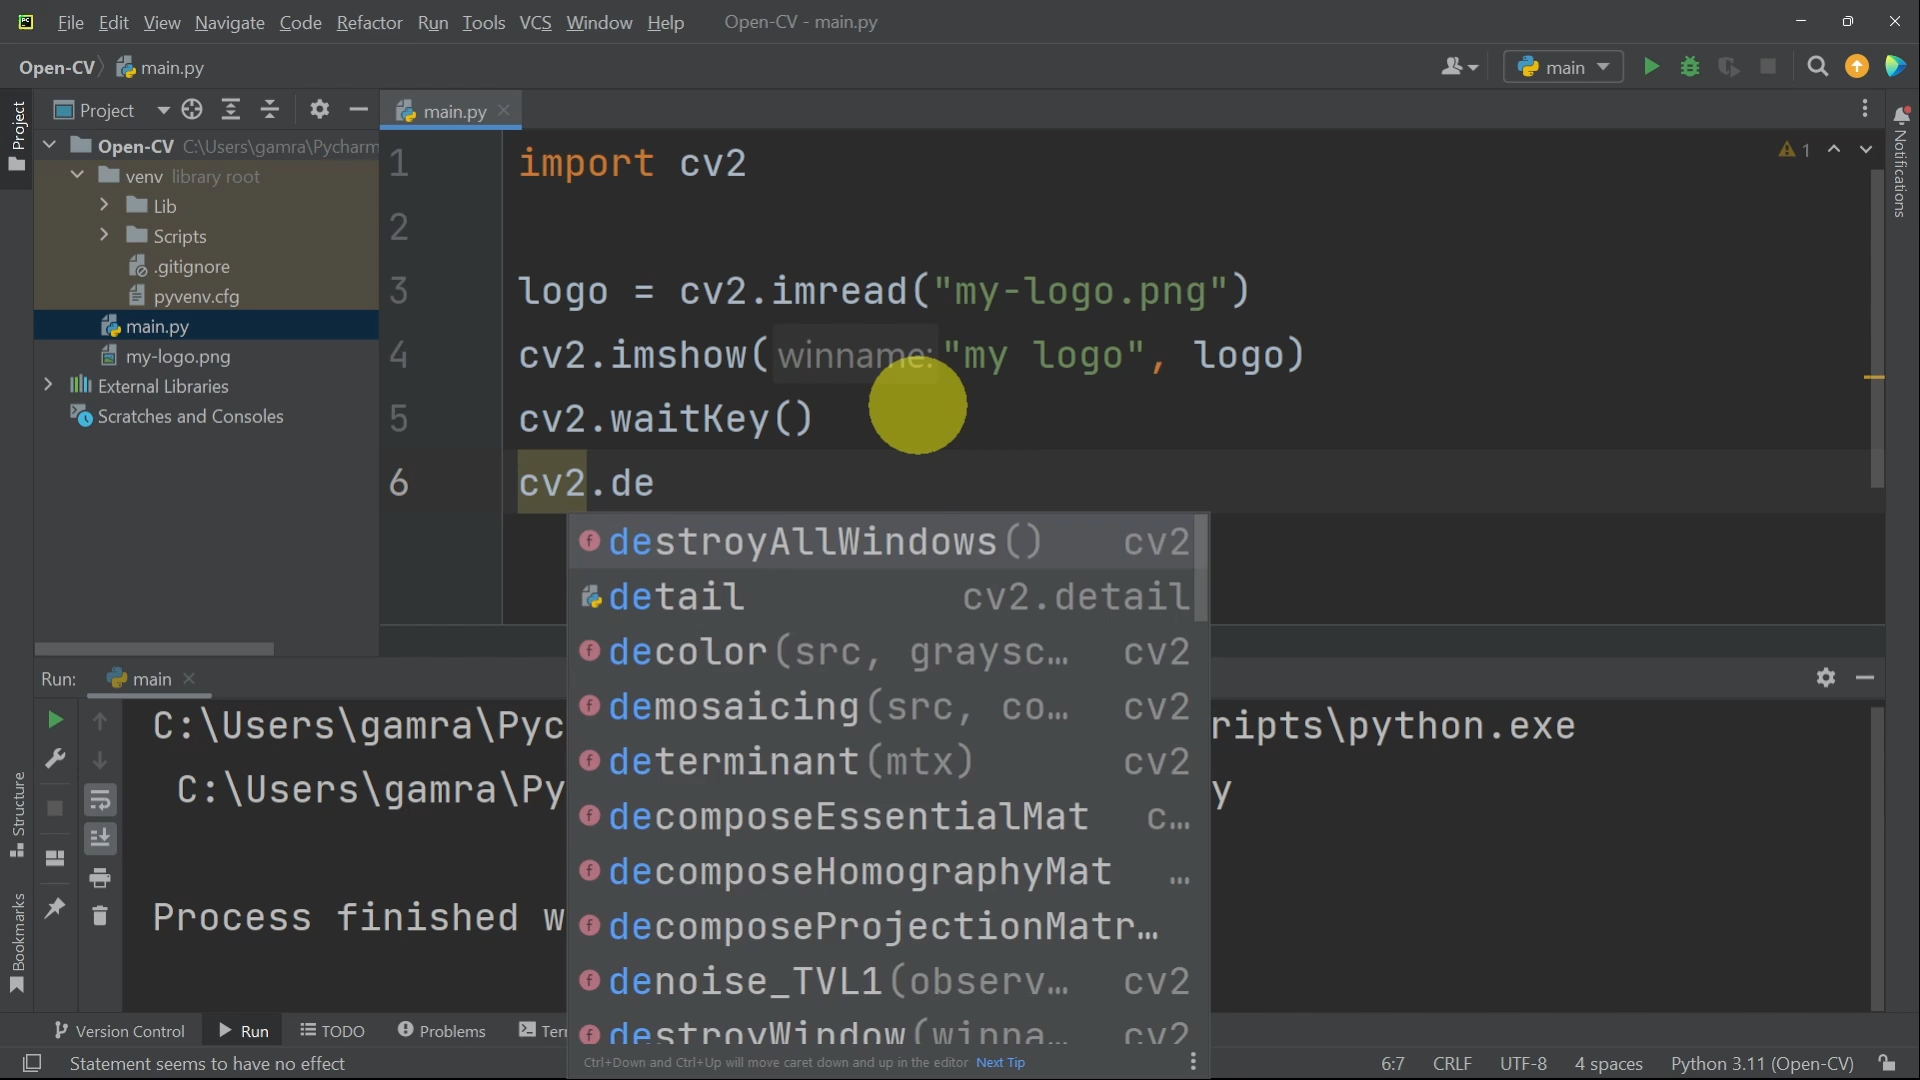 File Edit View Navigate Code Refactor Run Tools VCS Window Help Open-CV - main.py
Open-CV main.py main
Project
Project
main.py
Notifications
Open-CV C:\Users\gamra\Pycharm
venv library root
Lib
Scripts
.gitignore
pyvenv.cfg
main.py
my-logo.png
External Libraries
Scratches and Consoles
1 import cv2
1
2
3 logo = cv2.imread("my-logo.png")
4 cv2.imshow( winname: "my logo", logo)
5 cv2.waitKey()
6 cv2.de
destroyAllWindows() cv2
detail cv2.detail
decolor(src, graysc… cv2
demosaicing(src, co… cv2
determinant(mtx) cv2
decomposeEssentialMat c…
decomposeHomographyMat …
decomposeProjectionMatr…
denoise_TVL1(observ… cv2
destroyWindow(winna… cv2
Ctrl+Down and Ctrl+Up will move caret down and up in the editor Next Tip
Run: main
C:\Users\gamra\Pyc ripts\python.exe
C:\Users\gamra\Py y
Process finished w
Structure
Bookmarks
Version Control Run TODO Problems Ter
Statement seems to have no effect 6:7 CRLF UTF-8 4 spaces Python 3.11 (Open-CV)